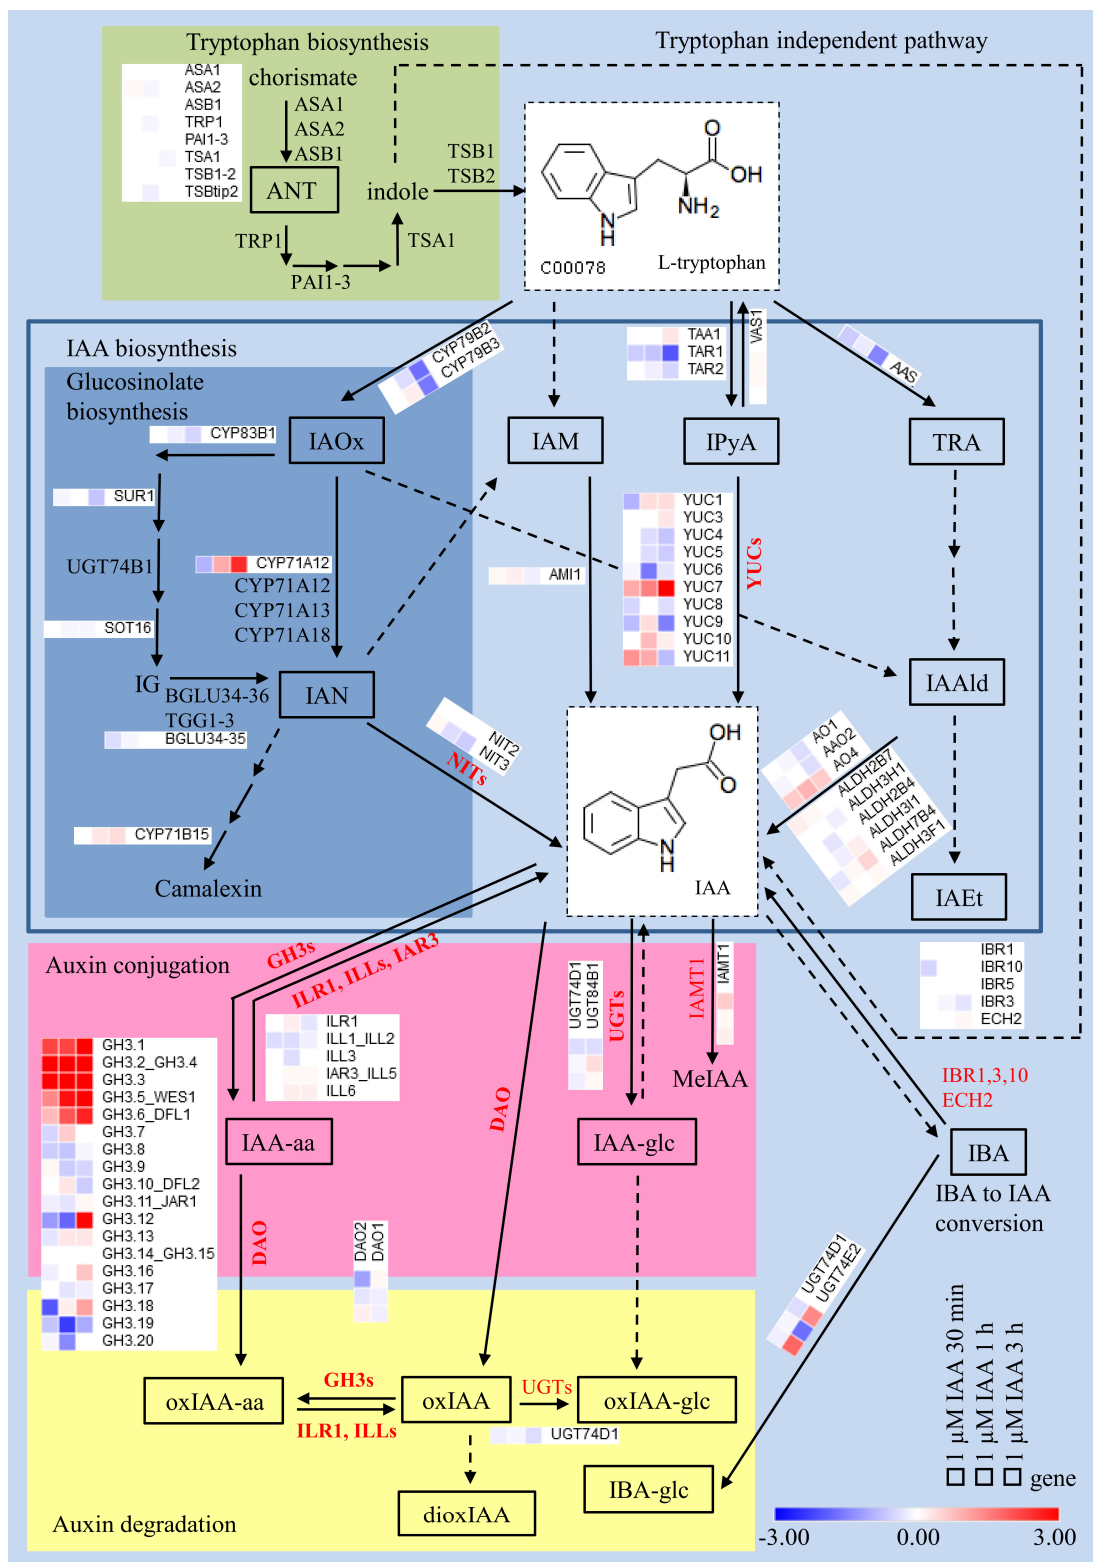 Tryptophan biosynthesis
Tryptophan independent pathway
ASA1
ASA2
ASB1
TRP1
PAI1-3
TSA1
TSB1-2
TSBtip2
chorismate
ASA1
ASA2
ASB1
ANT
TRP1
PAI1-3
TSA1
indole
TSB1
TSB2
O
OH
NH2
N
H
C00078
L-tryptophan
IAA biosynthesis
Glucosinolate
biosynthesis
CYP79B2
CYP79B3
TAA1
TAR1
TAR2
VAS1
AAS
CYP83B1
IAOx
IAM
IPyA
TRA
SUR1
UGT74B1
CYP71A12
CYP71A12
CYP71A13
CYP71A18
SOT16
AMI1
YUC1
YUC3
YUC4
YUC5
YUC6
YUC7
YUC8
YUC9
YUC10
YUC11
YUCs
IG
BGLU34-36
TGG1-3
BGLU34-35
IAN
IAAld
NIT2
NIT3
NITs
OH
O
N
H
IAA
AO1
AAO2
AO4
ALDH2B7
ALDH3H1
ALDH2B4
ALDH3I1
ALDH7B4
ALDH3F1
CYP71B15
Camalexin
IAEt
Auxin conjugation
GH3s
ILR1, ILLs, IAR3
ILR1
ILL1_ILL2
ILL3
IAR3_ILL5
ILL6
UGT74D1
UGT84B1
UGTs
IAMT1
IAMT1
MeIAA
IBR1
IBR10
IBR5
IBR3
ECH2
IBR1,3,10
ECH2
GH3.1
GH3.2_GH3.4
GH3.3
GH3.5_WES1
GH3.6_DFL1
GH3.7
GH3.8
GH3.9
GH3.10_DFL2
GH3.11_JAR1
GH3.12
GH3.13
GH3.14_GH3.15
GH3.16
GH3.17
GH3.18
GH3.19
GH3.20
IAA-aa
DAO
IAA-glc
IBA
IBA to IAA
conversion
DAO
DAO2
DAO1
UGT74D1
UGT74E2
oxIAA-aa
GH3s
ILR1, ILLs
oxIAA
UGTs
oxIAA-glc
UGT74D1
dioxIAA
IBA-glc
Auxin degradation
1 μM IAA 30 min
1 μM IAA 1 h
1 μM IAA 3 h
gene
-3.00
0.00
3.00